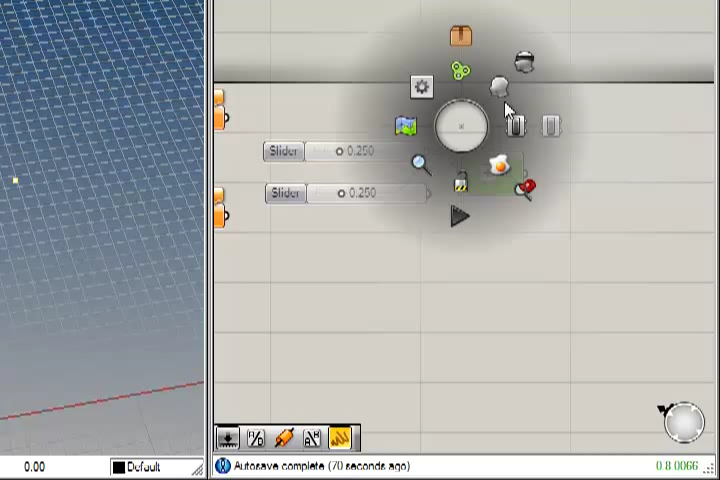 Slider 0.250
Slider 0.250
0.00 Default
Autosave complete (70 seconds ago) 0.8.0066